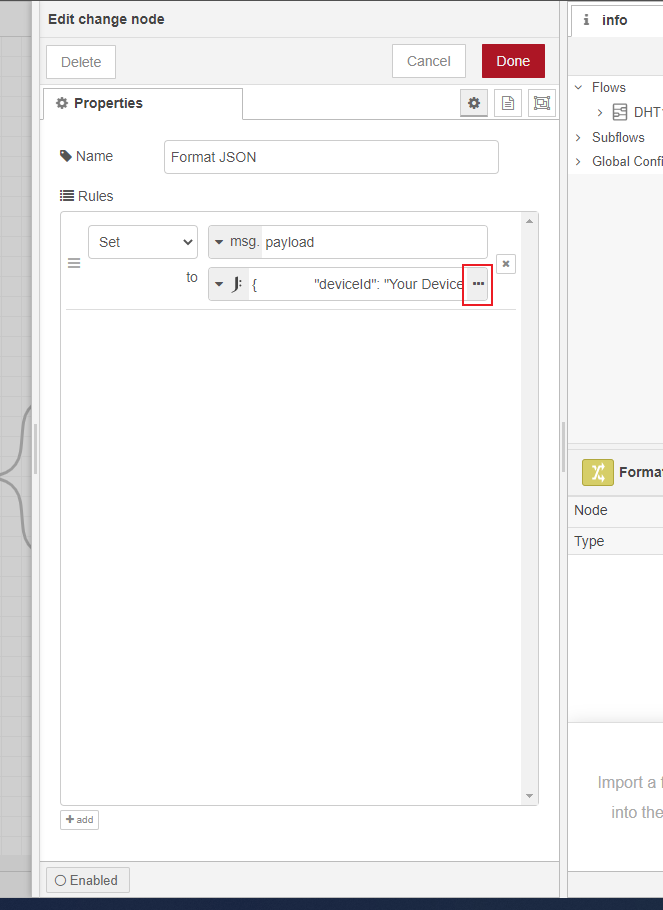 Edit change node
info
Delete
Cancel
Done
Flows
Properties
DHT
Subflows
Global Confi
Name
Format JSON
Rules
Set
msg. payload
to
J: { "deviceId": "Your Device
Format
Node
Type
Import a f
into the
add
Enabled